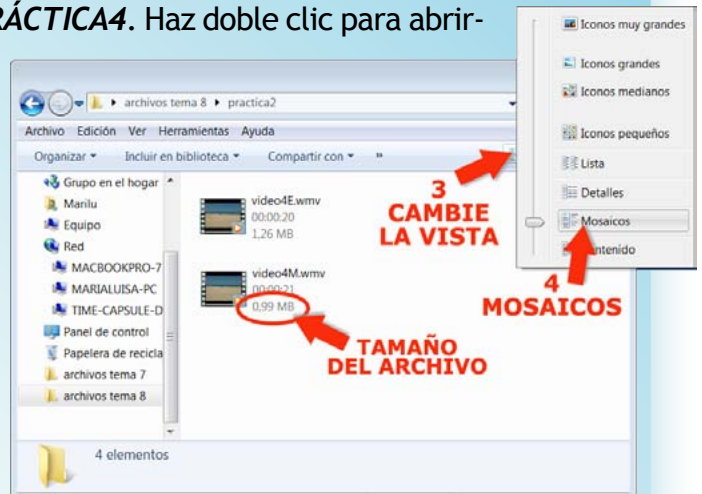 RÁCTICA4. Haz doble clic para abrir-
archivos tema 8 ▸ practica2
Archivo Edición Ver Herramientas Ayuda
Organizar Incluir en biblioteca Compartir con »
Grupo en el hogar
Marilu
Equipo
Red
MACBOOKPRO-7
MARIALUISA-PC
TIME-CAPSULE-D
Panel de control
Papelera de recicla
archivos tema 7
archivos tema 8
video4E.wmv
00:00:20
1,26 MB
video4M.wmv
00:00:21
0,99 MB
4 elementos
3
CAMBIE
LA VISTA
Iconos muy grandes
Iconos grandes
Iconos medianos
Iconos pequeños
Lista
Detalles
Mosaicos
ntenido
4
MOSAICOS
TAMAÑO
DEL ARCHIVO